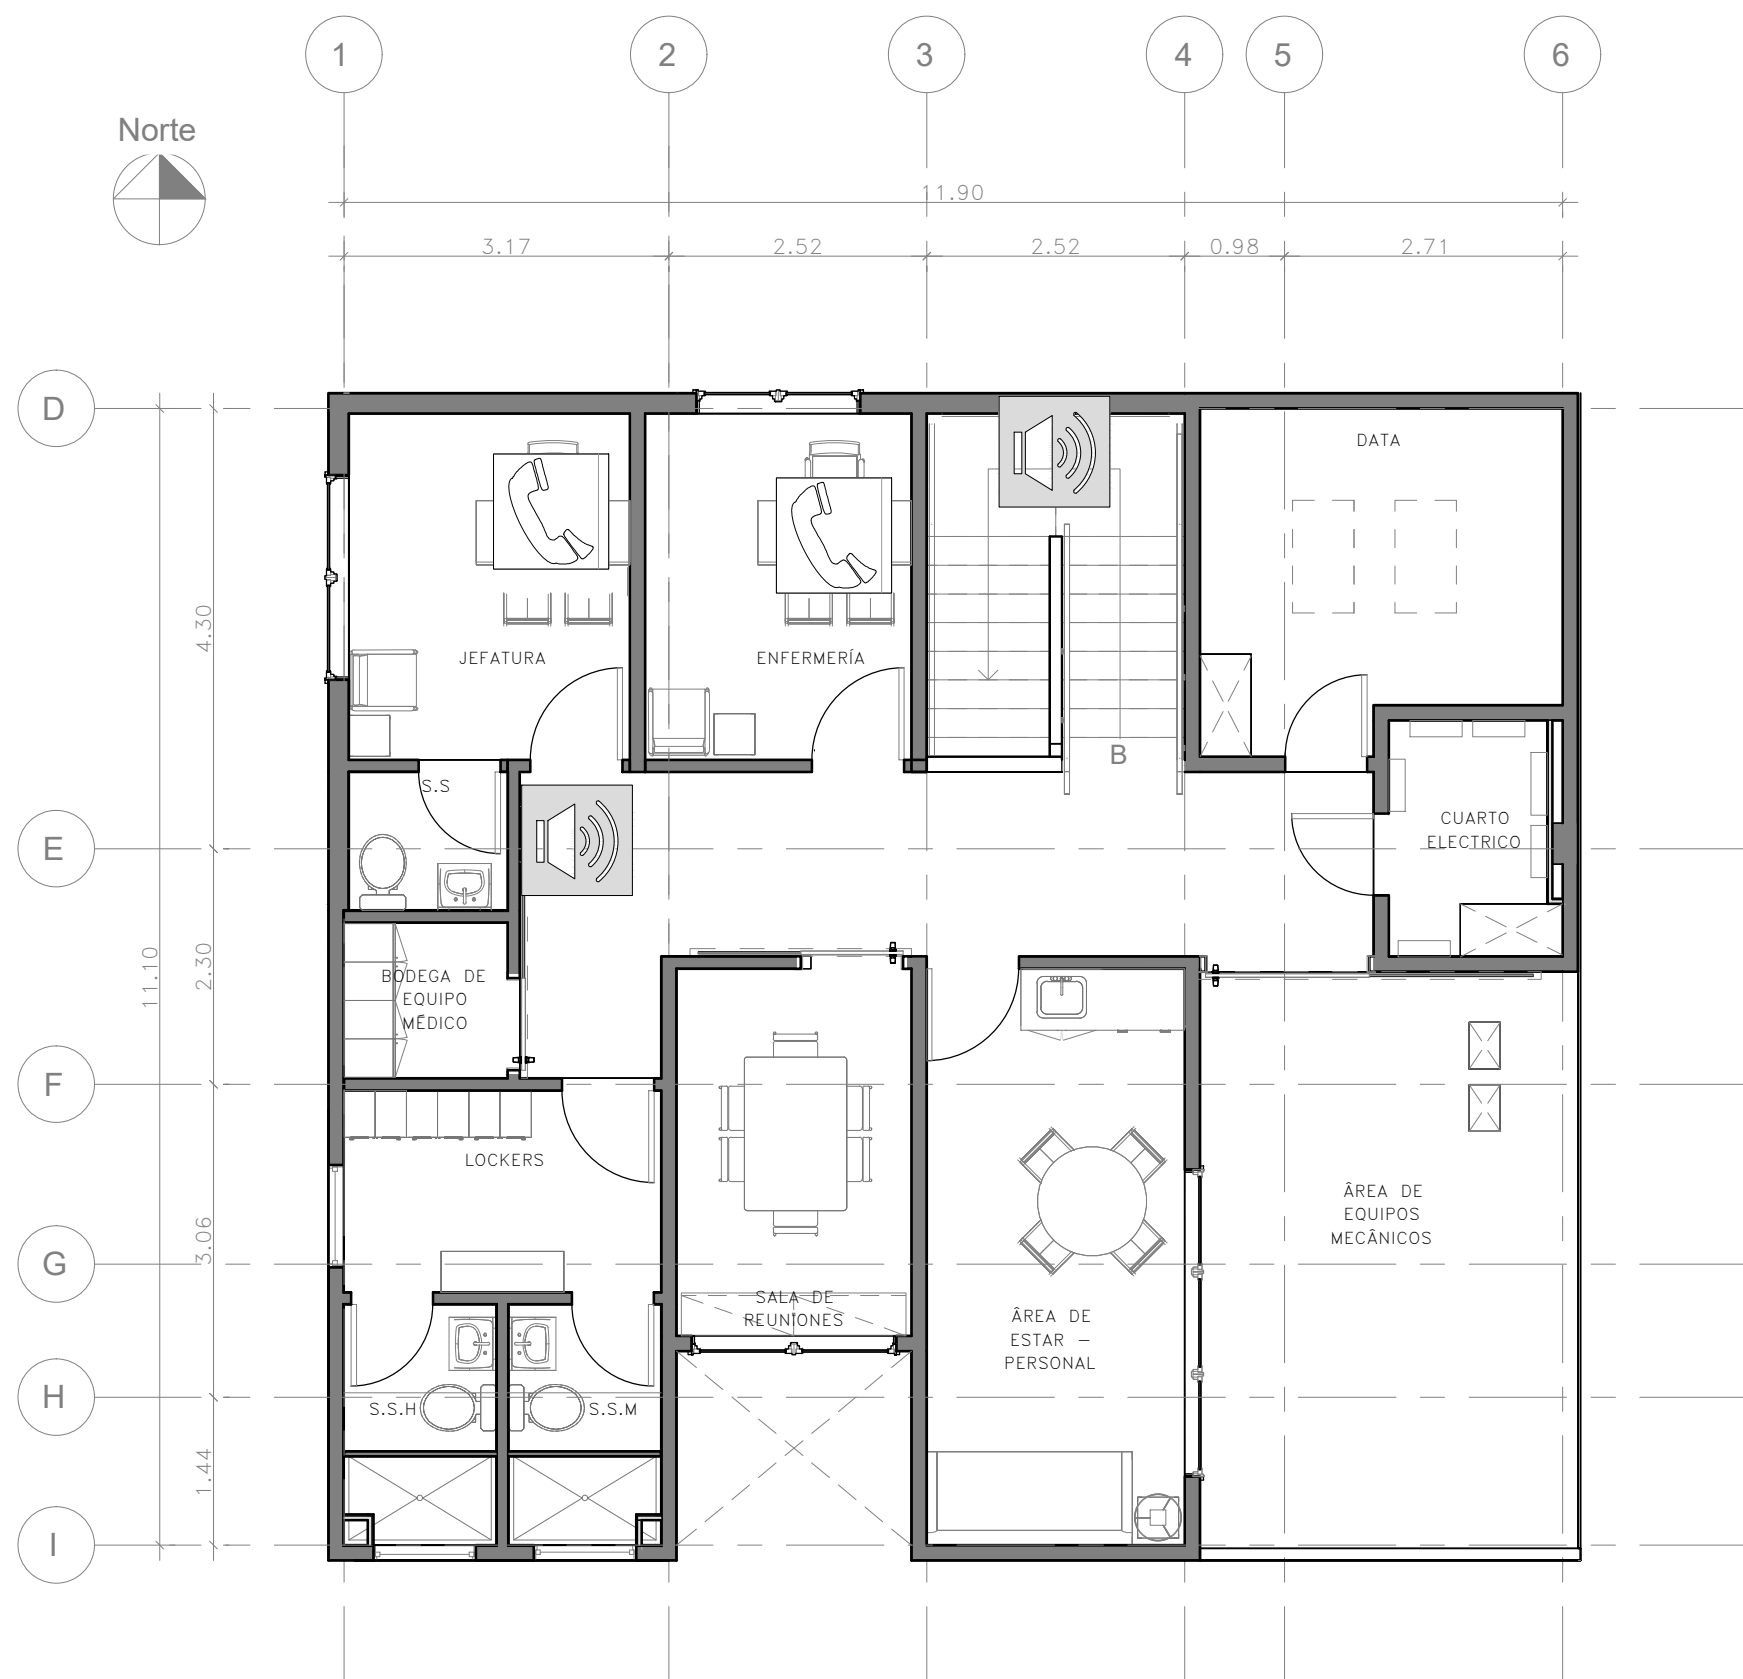 1
2
3
4
5
6
Norte
11.90
3.17
2.52
2.52
0.98
2.71
D
DATA
4.30
JEFATURA
ENFERMERÍA
B
S.S
CUARTO
ELECTRICO
E
11.10
2.30
BODEGA DE
EQUIPO
MÉDICO
F
LOCKERS
ÂREA DE
EQUIPOS
MECÂNICOS
3.06
G
SALA DE
REUNIONES
ÂREA DE
ESTAR –
PERSONAL
H
S.S.H
S.S.M
1.44
I